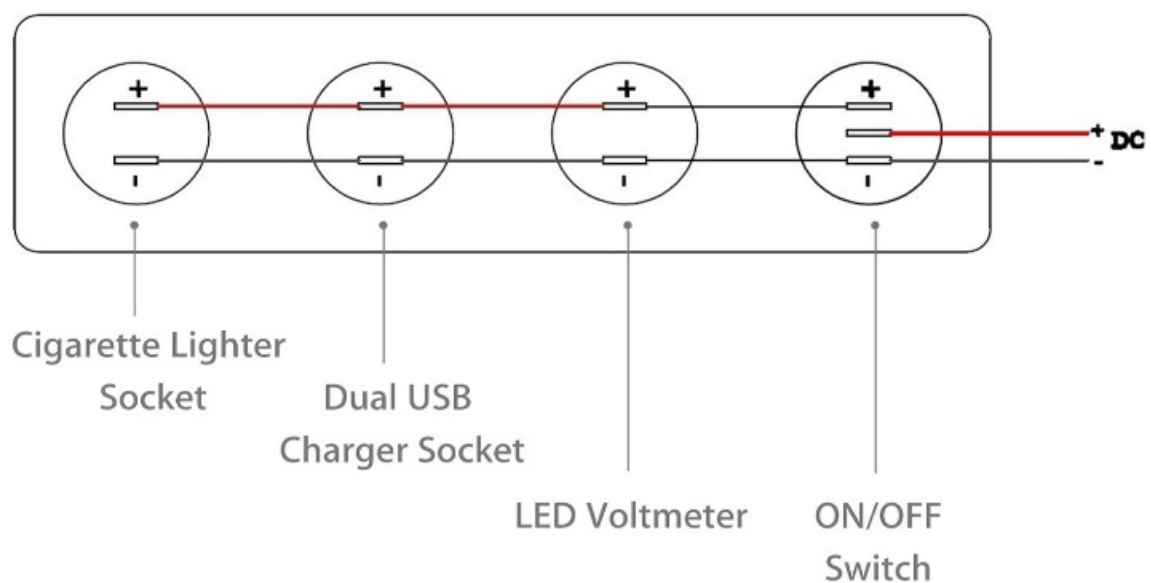 + + + +
+ DC
- - - - -
Cigarette Lighter
Socket
Dual USB
Charger Socket
LED Voltmeter
ON/OFF
Switch